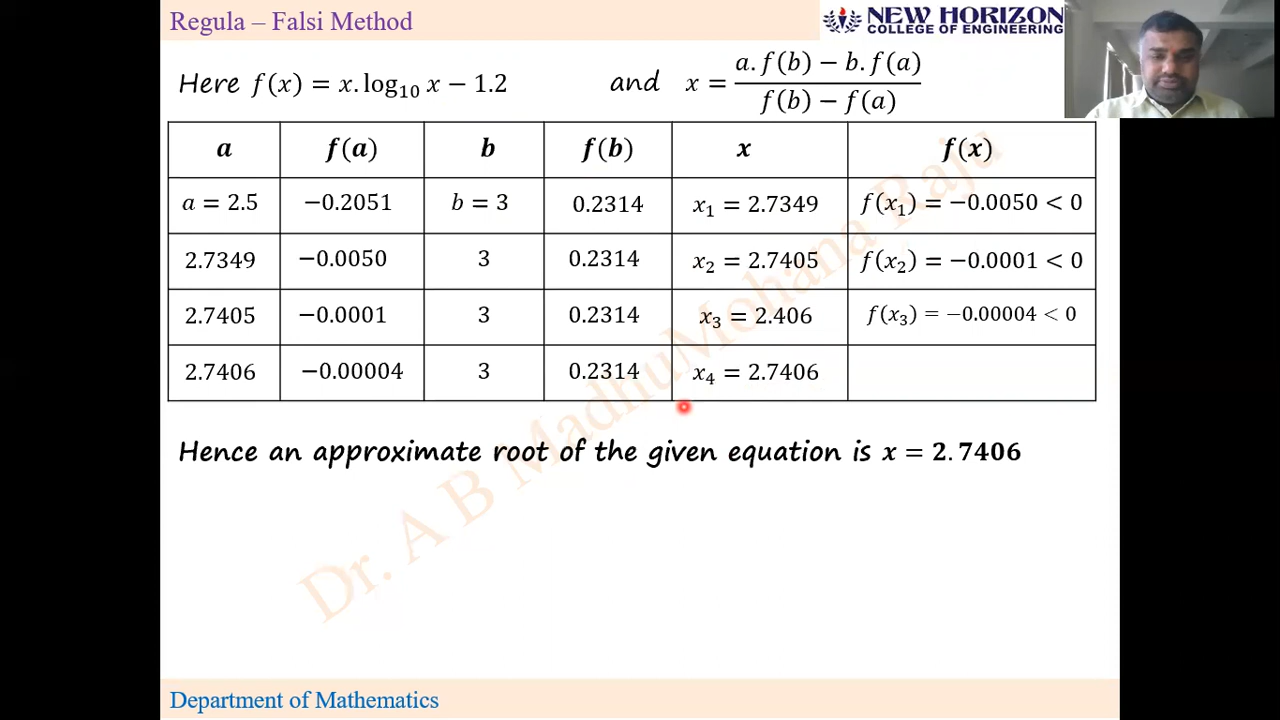 Regula – Falsi Method
NEW HORIZON
COLLEGE OF ENGINEERING
Here f(x) = x. log₁₀ x − 1.2 and x = (a. f(b) − b. f(a)) / (f(b) − f(a))
a f(a) b f(b) x f(x)
a = 2.5 −0.2051 b = 3 0.2314 x₁ = 2.7349 f(x₁) = −0.0050 < 0
2.7349 −0.0050 3 0.2314 x₂ = 2.7405 f(x₂) = −0.0001 < 0
2.7405 −0.0001 3 0.2314 x₃ = 2.406 f(x₃) = −0.00004 < 0
2.7406 −0.00004 3 0.2314 x₄ = 2.7406
Hence an approximate root of the given equation is x = 2.7406
Dr. A B MadhuMohana Raju
Department of Mathematics